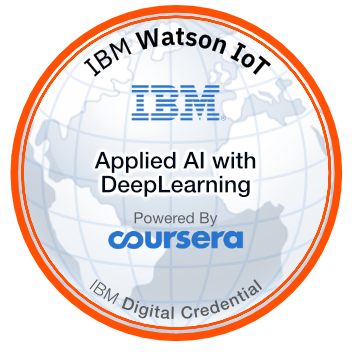 IBM Watson IoT
IBM
Applied AI with
DeepLearning
Powered By
coursera
IBM Digital Credential